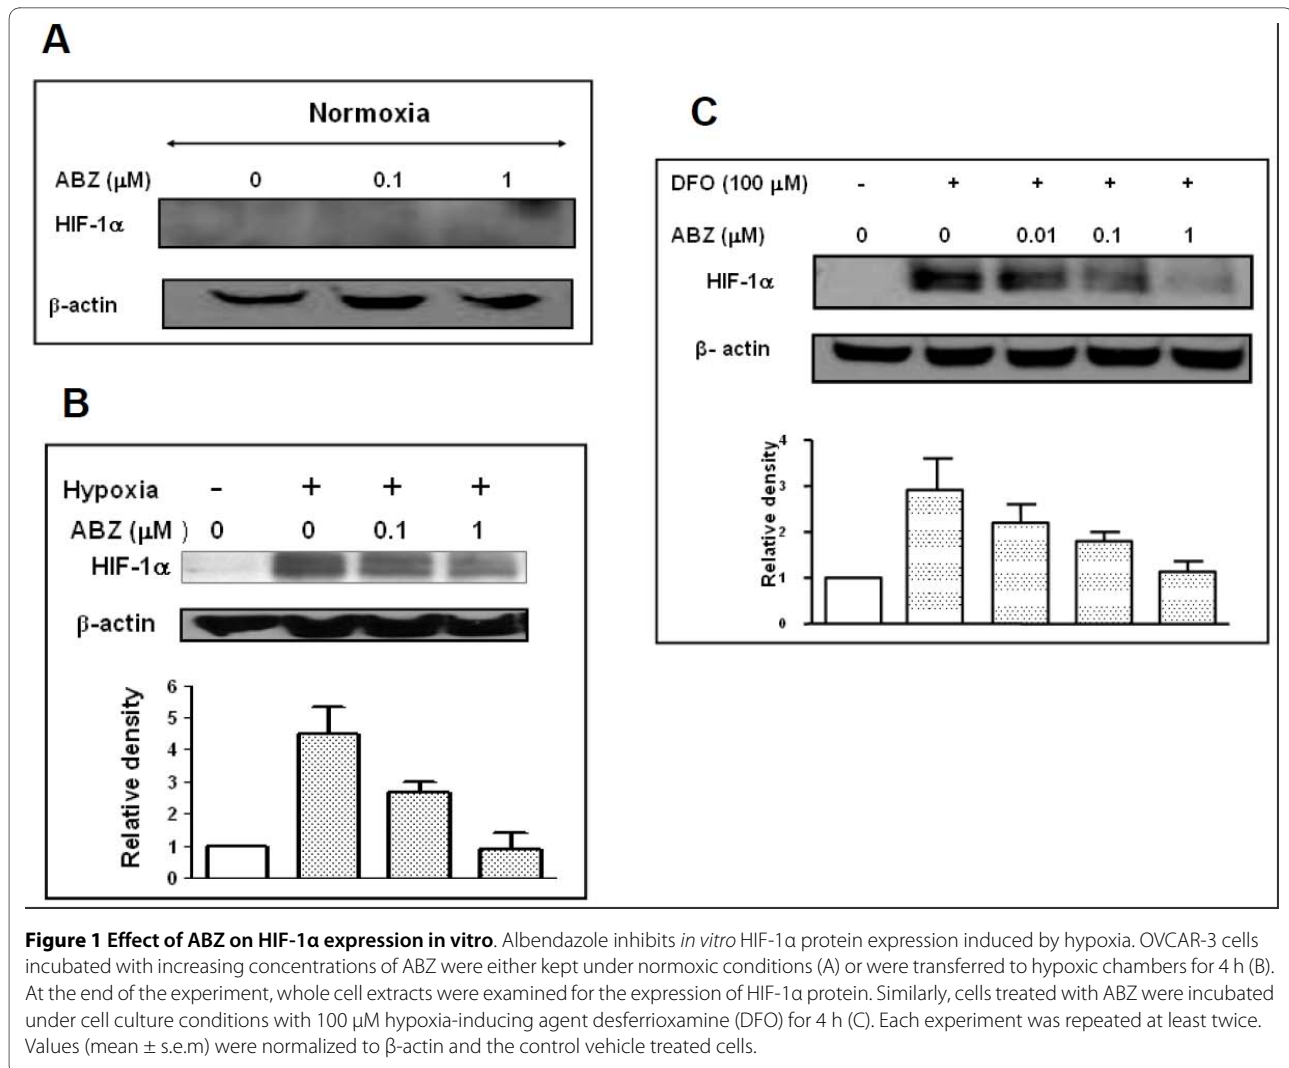 A
Normoxia
ABZ (μM) 0 0.1 1
HIF-1α
β-actin
B
Hypoxia - + + +
ABZ (μM ) 0 0 0.1 1
HIF-1α
β-actin
Relative density
6
5
4
3
2
1
0
C
DFO (100 μM) - + + + +
ABZ (μM) 0 0 0.01 0.1 1
HIF-1α
β- actin
Relative density
4
3
2
1
0
Figure 1 Effect of ABZ on HIF-1α expression in vitro. Albendazole inhibits in vitro HIF-1α protein expression induced by hypoxia. OVCAR-3 cells
incubated with increasing concentrations of ABZ were either kept under normoxic conditions (A) or were transferred to hypoxic chambers for 4 h (B).
At the end of the experiment, whole cell extracts were examined for the expression of HIF-1α protein. Similarly, cells treated with ABZ were incubated
under cell culture conditions with 100 μM hypoxia-inducing agent desferrioxamine (DFO) for 4 h (C). Each experiment was repeated at least twice.
Values (mean ± s.e.m) were normalized to β-actin and the control vehicle treated cells.